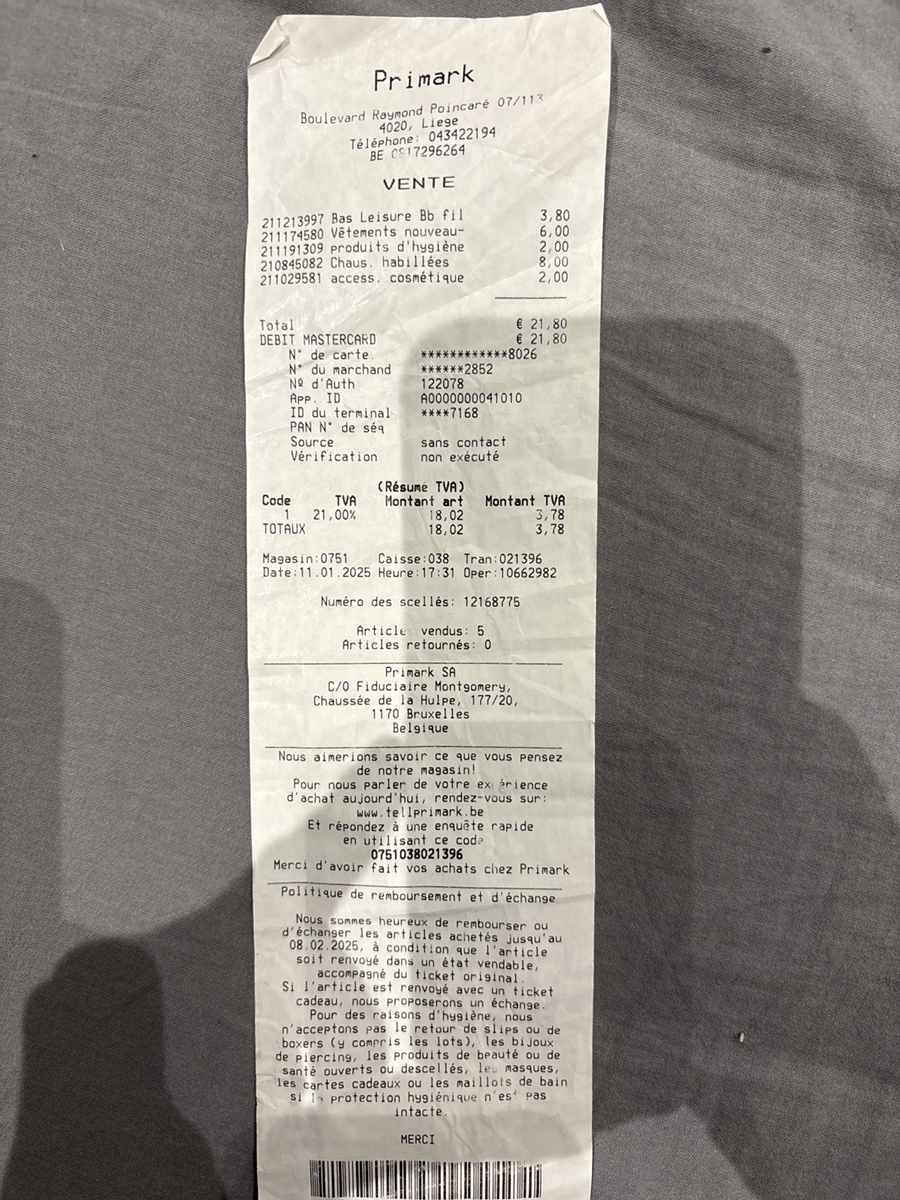 Primark
Boulevard Raymond Poincaré 07/113
4020, Liege
Téléphone: 043422194
BE 0817296264
VENTE
211213997 Bas Leisure Bb fil 3,80
211174580 Vêtements nouveau- 6,00
211191309 produits d'hygiène 2,00
210845082 Chaus. habillées 8,00
211029581 access. cosmétique 2,00
Total € 21,80
DEBIT MASTERCARD € 21,80
N° de carte. ************8026
N° du marchand ******2852
Nº d'Auth 122078
App. ID A0000000041010
ID du terminal ****7168
PAN N° de séq
Source sans contact
Vérification non exécuté
(Résumé TVA)
Code TVA Montant art Montant TVA
1 21,00% 18,02 3,78
TOTAUX 18,02 3,78
Magasin:0751 Caisse:038 Tran:021396
Date:11.01.2025 Heure:17:31 Oper:10662982
Numéro des scellés: 12168775
Articles vendus: 5
Articles retournés: 0
Primark SA
C/O Fiduciaire Montgomery,
Chaussée de la Hulpe, 177/20,
1170 Bruxelles
Belgique
Nous aimerions savoir ce que vous pensez
de notre magasin!
Pour nous parler de votre expérience
d'achat aujourd'hui, rendez-vous sur:
www.tellprimark.be
Et répondez à une enquête rapide
en utilisant ce code
0751038021396
Merci d'avoir fait vos achats chez Primark
Politique de remboursement et d'échange
Nous sommes heureux de rembourser ou
d'échanger les articles achetés jusqu'au
08.02.2025, à condition que l'article
soit renvoyé dans un état vendable,
accompagné du ticket original.
Si l'article est renvoyé avec un ticket
cadeau, nous proposerons un échange.
Pour des raisons d'hygiène, nous
n'acceptons pas le retour de slips ou de
boxers (y compris les lots), les bijoux
de piercing, les produits de beauté ou de
santé ouverts ou descellés, les masques,
les cartes cadeaux ou les maillots de bain
si la protection hygiénique n'est pas
intacte.
MERCI